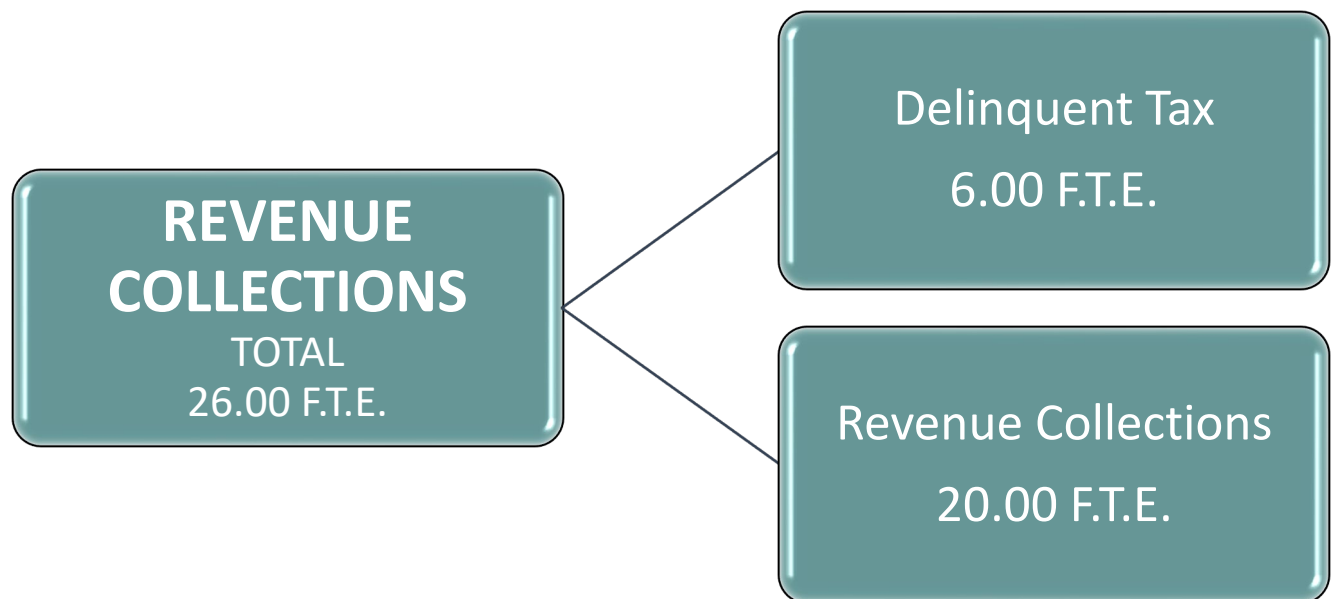 REVENUE
COLLECTIONS
TOTAL
26.00 F.T.E.
Delinquent Tax
6.00 F.T.E.
Revenue Collections
20.00 F.T.E.